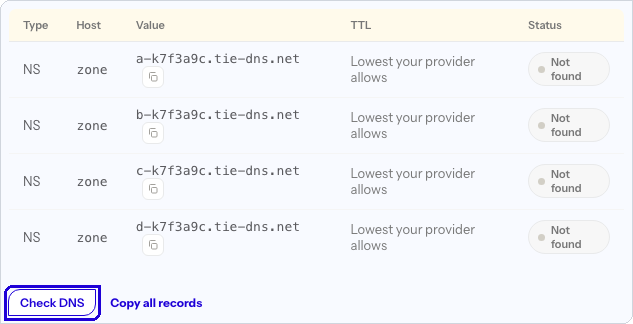 Type Host Value TTL Status
NS zone a-k7f3a9c.tie-dns.net Lowest your provider allows Not found
NS zone b-k7f3a9c.tie-dns.net Lowest your provider allows Not found
NS zone c-k7f3a9c.tie-dns.net Lowest your provider allows Not found
NS zone d-k7f3a9c.tie-dns.net Lowest your provider allows Not found
Check DNS Copy all records